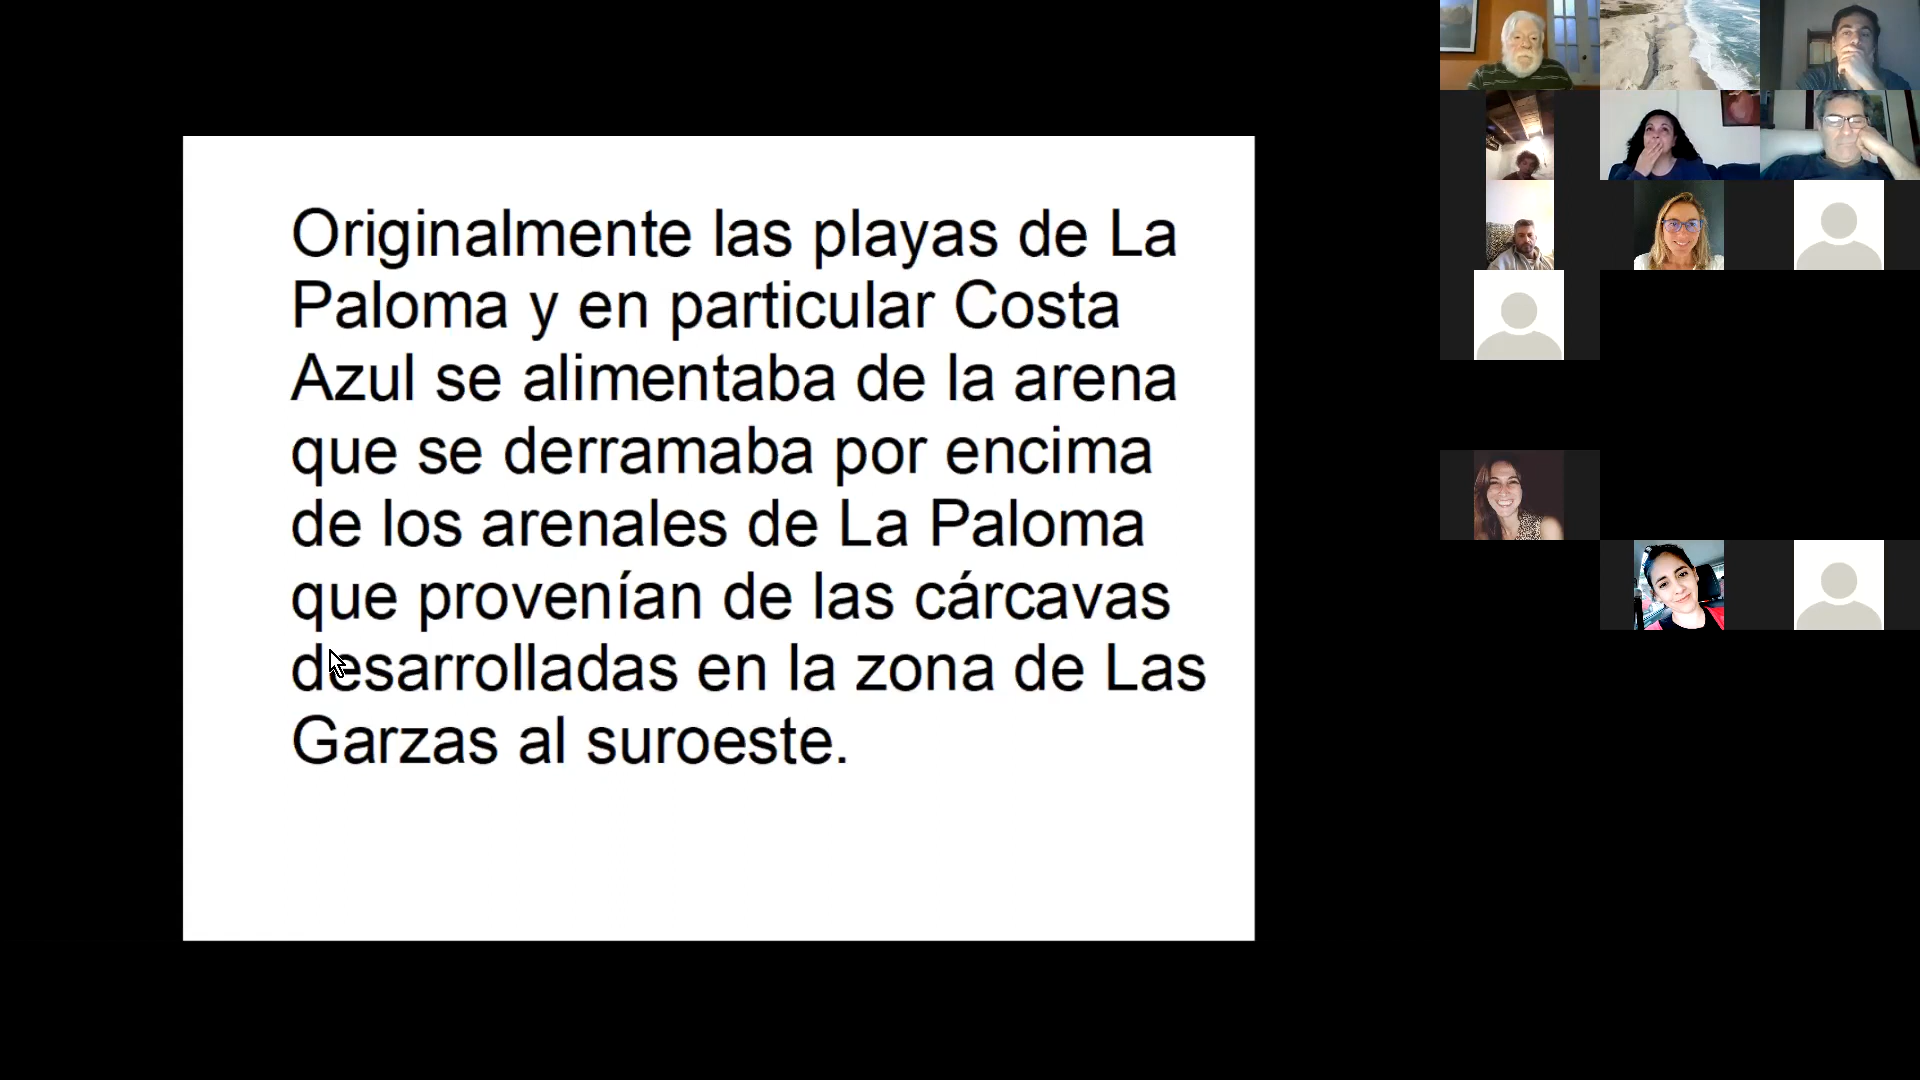 Originalmente las playas de La
Paloma y en particular Costa
Azul se alimentaba de la arena
que se derramaba por encima
de los arenales de La Paloma
que provenían de las cárcavas
desarrolladas en la zona de Las
Garzas al suroeste.